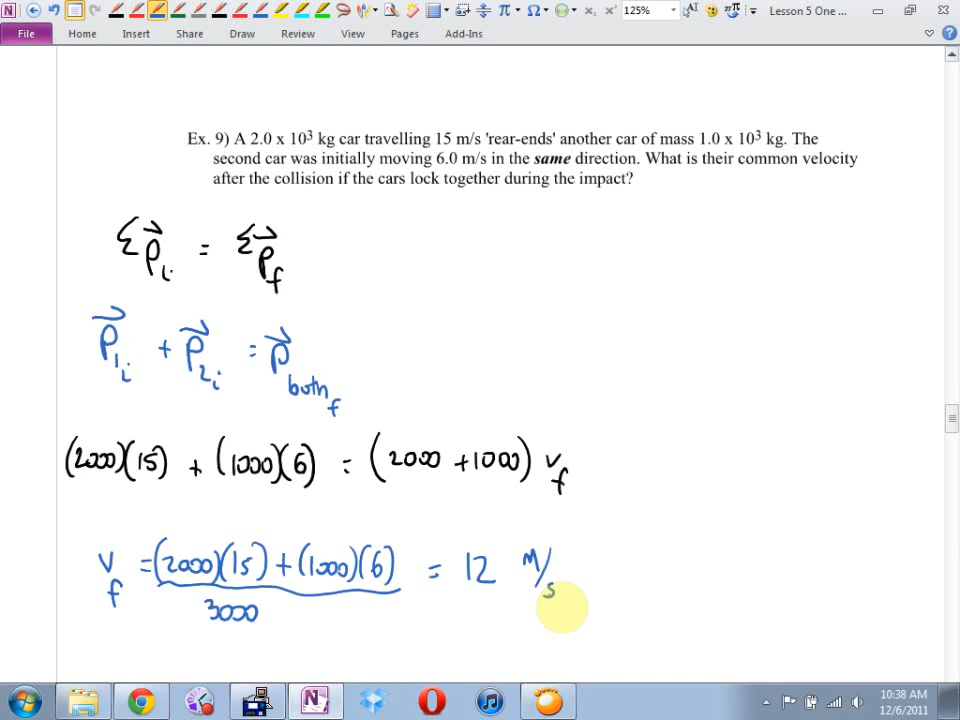 125% Lesson 5 One ...
File Home Insert Share Draw Review View Pages Add-Ins
Ex. 9) A 2.0 x 10³ kg car travelling 15 m/s 'rear-ends' another car of mass 1.0 x 10³ kg. The
second car was initially moving 6.0 m/s in the same direction. What is their common velocity
after the collision if the cars lock together during the impact?
Σp⃗ᵢ = Σp⃗_f
p⃗₁ᵢ + p⃗₂ᵢ = p⃗_both_f
(2000)(15) + (1000)(6) = (2000 + 1000) v_f
v_f = (2000)(15) + (1000)(6) = 12 m/s
3000
10:38 AM
12/6/2011